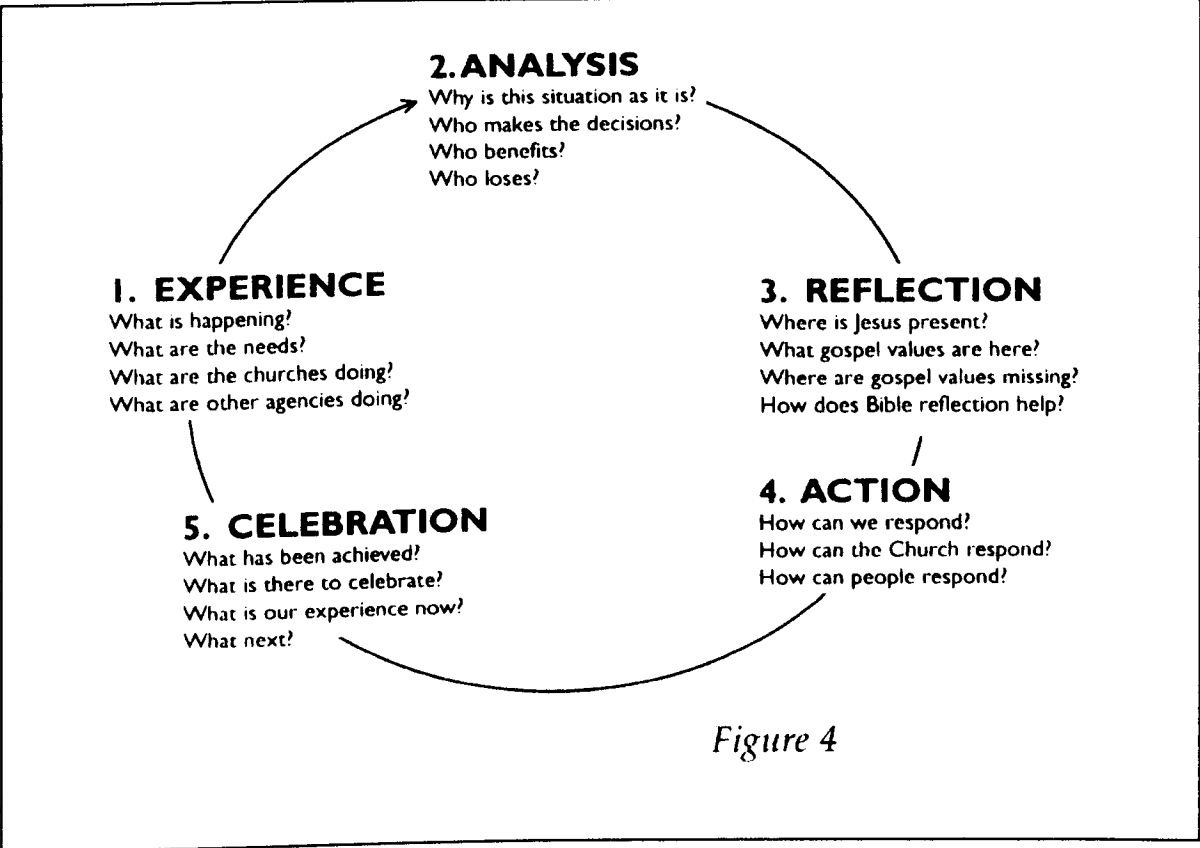 2. ANALYSIS
Why is this situation as it is?
Who makes the decisions?
Who benefits?
Who loses?
1. EXPERIENCE
What is happening?
What are the needs?
What are the churches doing?
What are other agencies doing?
3. REFLECTION
Where is Jesus present?
What gospel values are here?
Where are gospel values missing?
How does Bible reflection help?
4. ACTION
How can we respond?
How can the Church respond?
How can people respond?
5. CELEBRATION
What has been achieved?
What is there to celebrate?
What is our experience now?
What next?
Figure 4